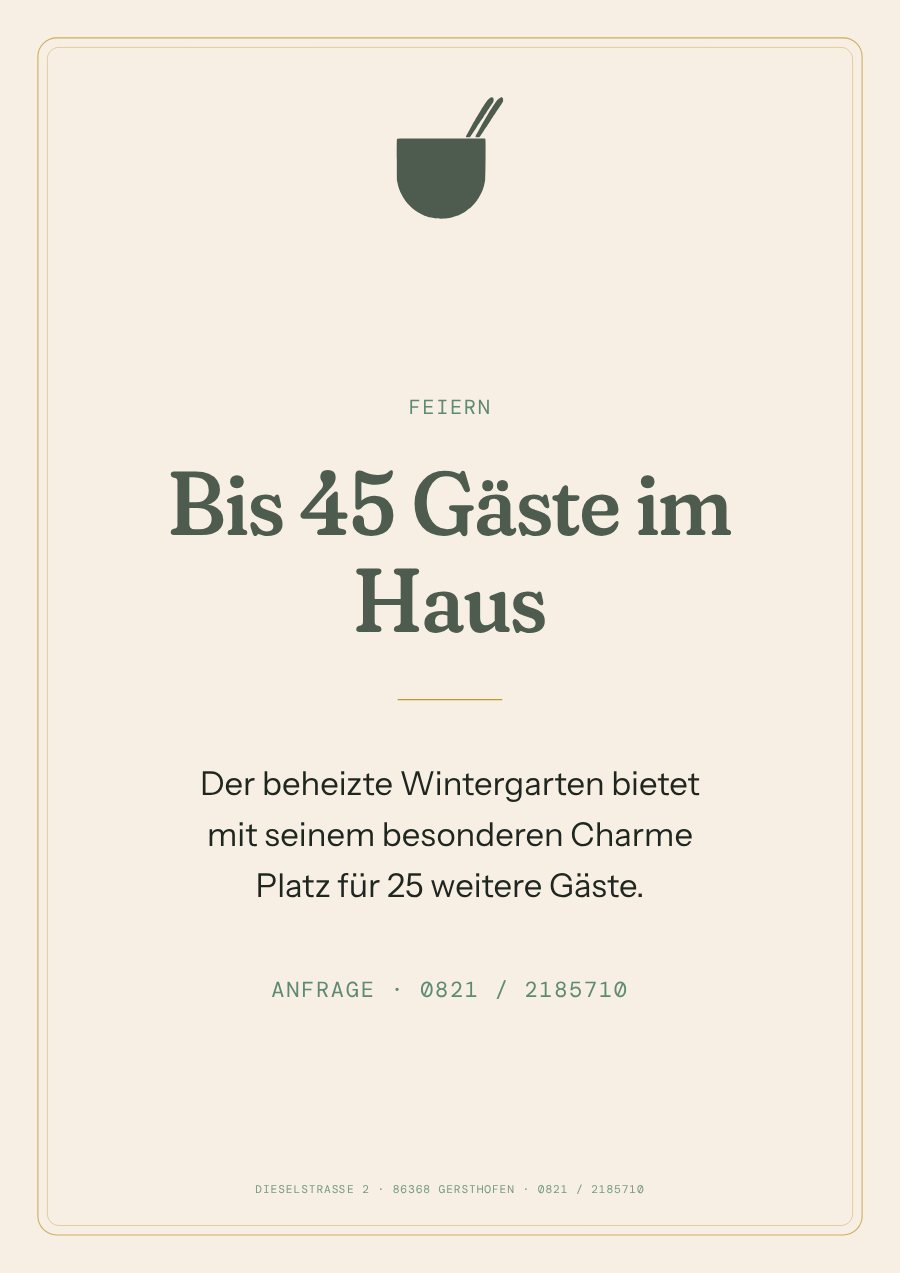 FEIERN
Bis 45 Gäste im
Haus
Der beheizte Wintergarten bietet
mit seinem besonderen Charme
Platz für 25 weitere Gäste.
ANFRAGE · 0821 / 2185710
DIESELSTRASSE 2 · 86368 GERSTHOFEN · 0821 / 2185710